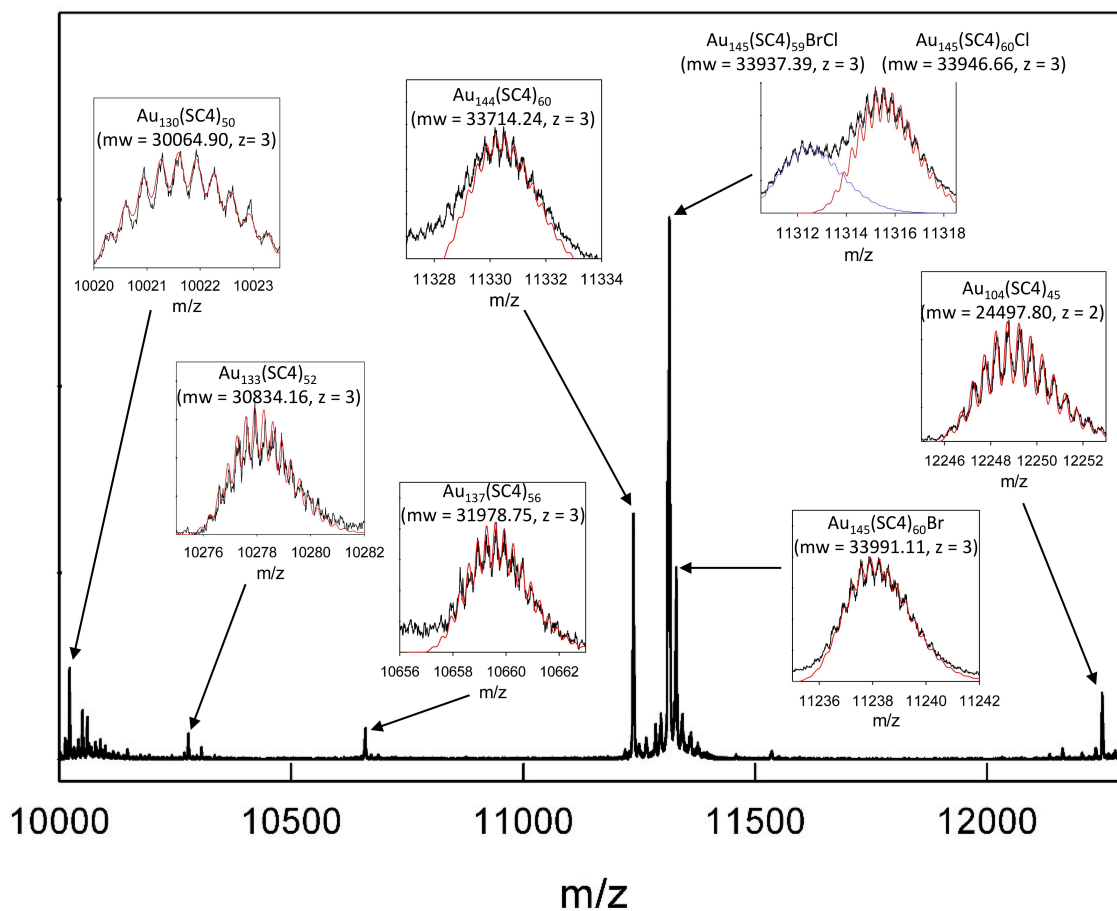 Au₁₄₅(SC4)₅₉BrCl
(mw = 33937.39, z = 3)
Au₁₄₅(SC4)₆₀Cl
(mw = 33946.66, z = 3)
11312 11314 11316 11318
m/z
Au₁₃₀(SC4)₅₀
(mw = 30064.90, z= 3)
10020 10021 10022 10023
m/z
Au₁₄₄(SC4)₆₀
(mw = 33714.24, z = 3)
11328 11330 11332 11334
m/z
Au₁₀₄(SC4)₄₅
(mw = 24497.80, z = 2)
12246 12248 12250 12252
m/z
Au₁₃₃(SC4)₅₂
(mw = 30834.16, z = 3)
10276 10278 10280 10282
m/z
Au₁₃₇(SC4)₅₆
(mw = 31978.75, z = 3)
10656 10658 10660 10662
m/z
Au₁₄₅(SC4)₆₀Br
(mw = 33991.11, z = 3)
11236 11238 11240 11242
m/z
10000 10500 11000 11500 12000
m/z